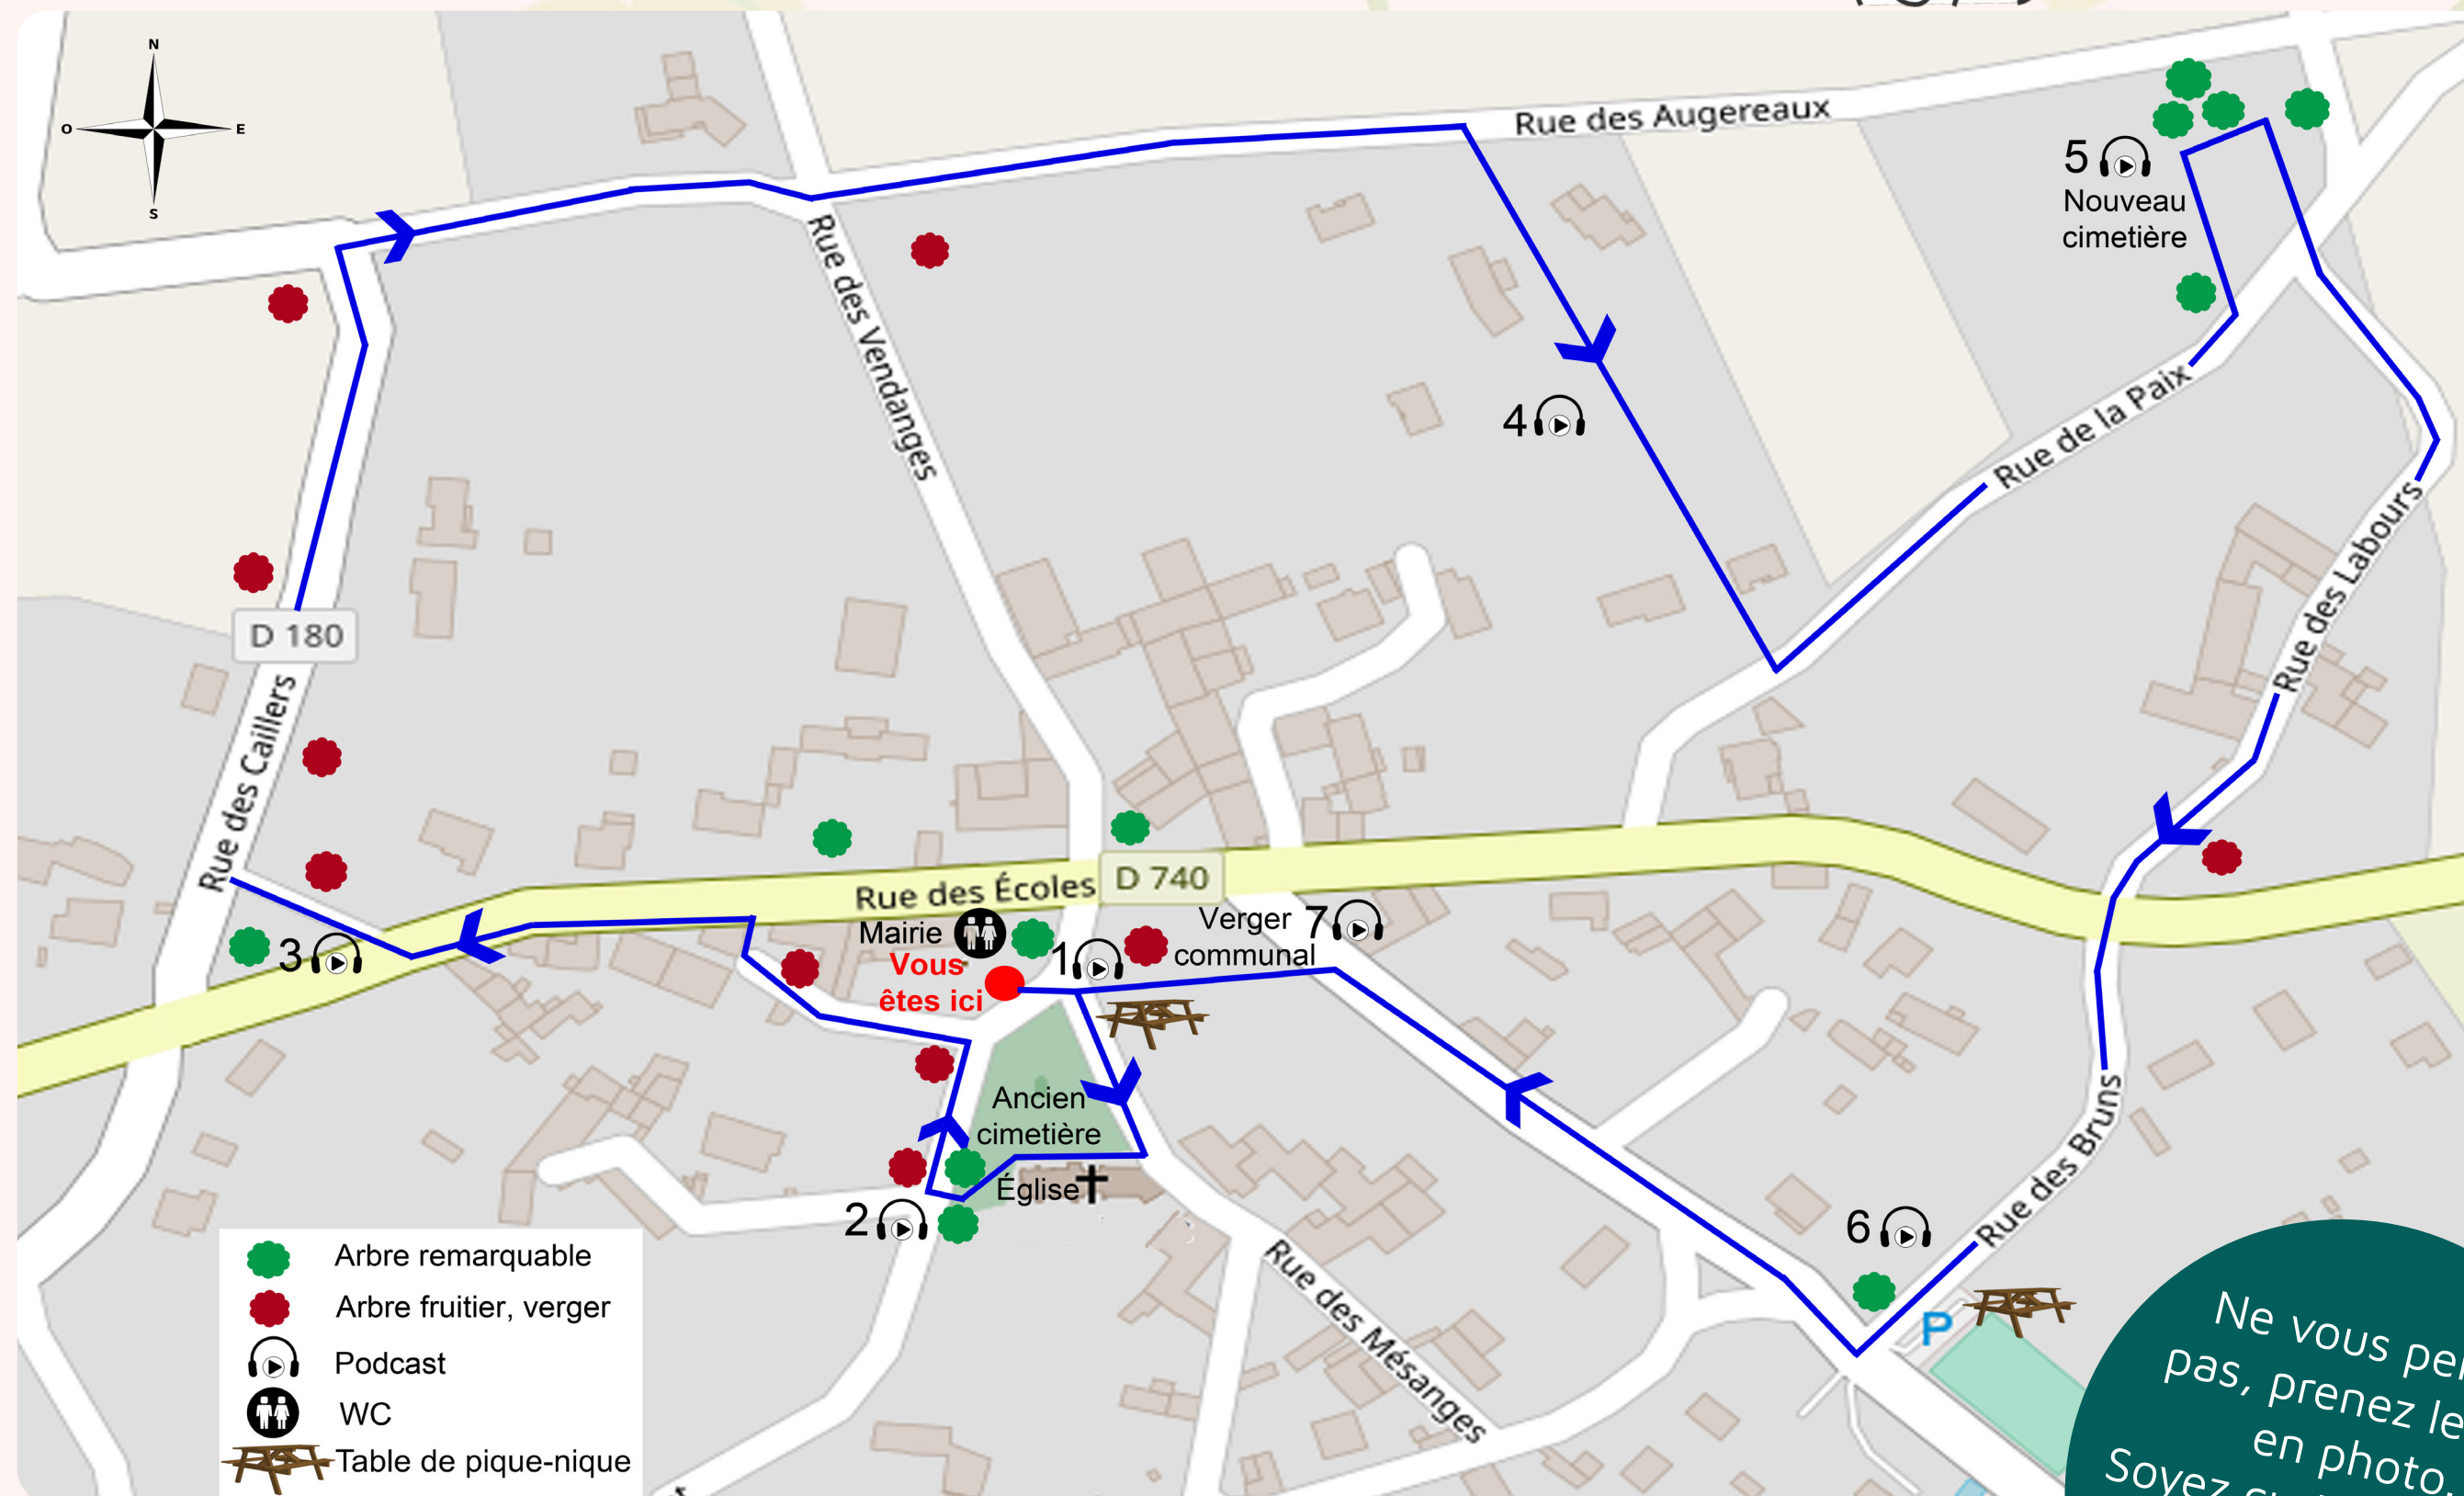 N
O
E
S
Rue des Augereaux
5
Nouveau
cimetière
Rue des Vendanges
4
Rue de la Paix
Rue des Labours
D 180
Rue des Caillers
Rue des Écoles
D 740
Mairie
Vous
êtes ici
1
Verger
communal
7
3
Ancien
cimetière
Église
2
Rue des Mésanges
6
Rue des Bruns
P
Arbre remarquable
Arbre fruitier, verger
Podcast
WC
Table de pique-nique
Ne vous
pas, prenez
en photo
Soyez